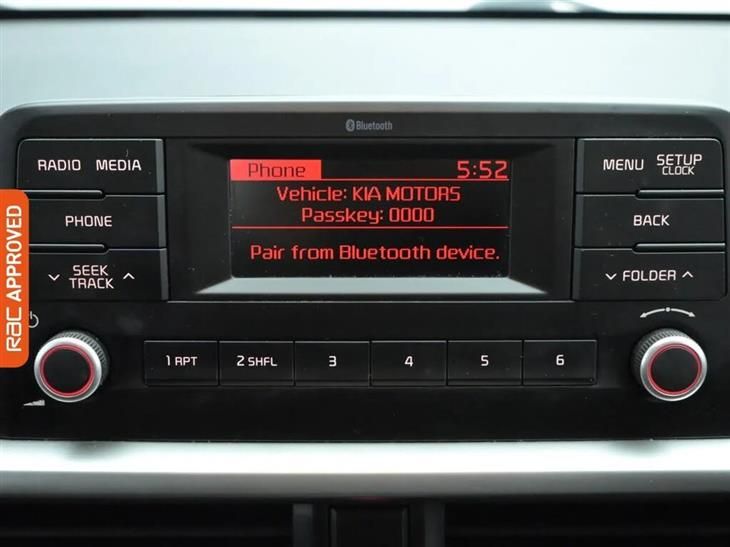 Bluetooth
RADIO MEDIA
PHONE
SEEK
TRACK
Phone 5:52
Vehicle: KIA MOTORS
Passkey: 0000
Pair from Bluetooth device.
MENU SETUP
CLOCK
BACK
FOLDER
1 RPT 2 SHFL 3 4 5 6
RAC APPROVED